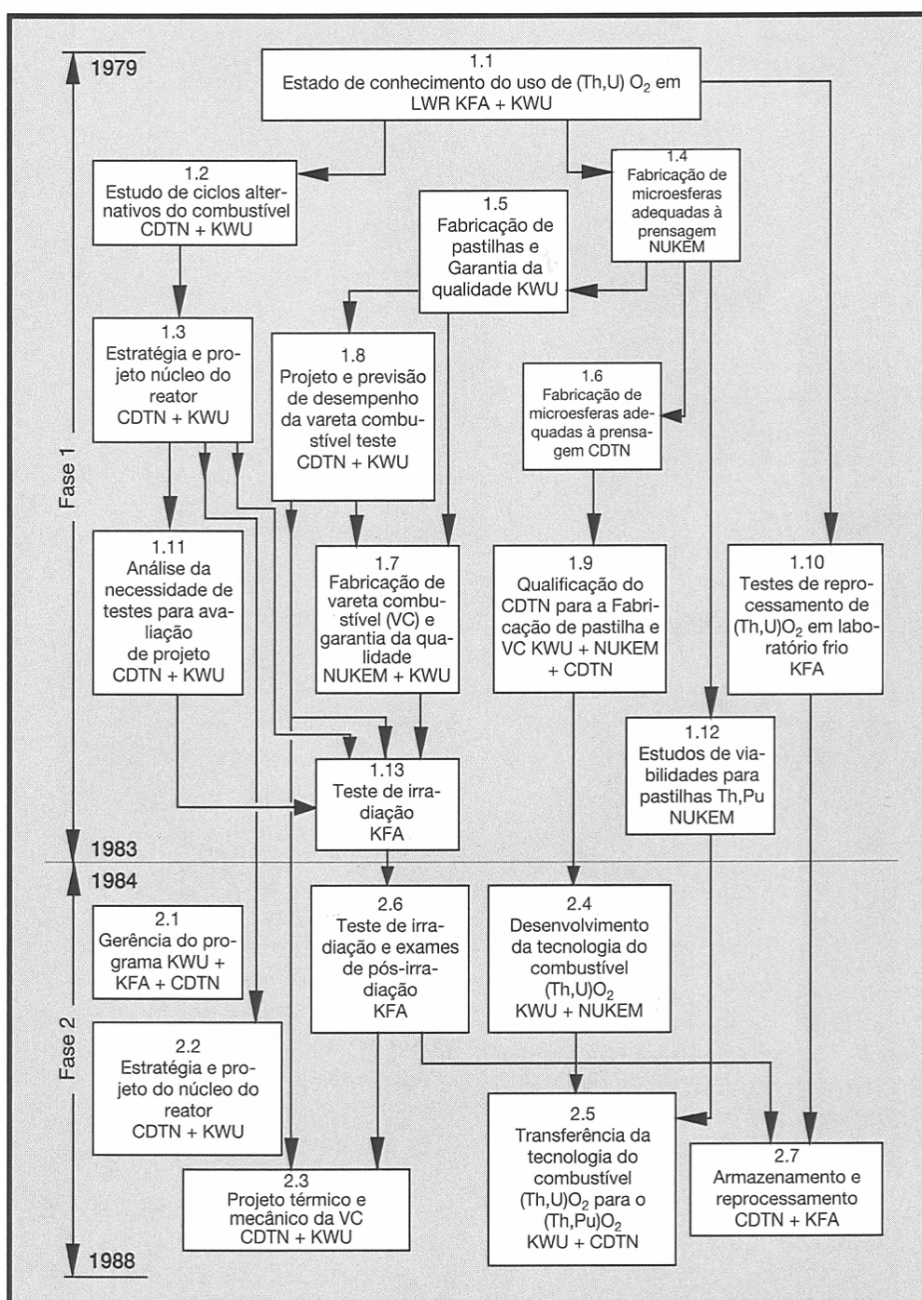 1979
1.1
Estado de conhecimento do uso de (Th,U) O₂ em
LWR KFA + KWU
1.2
Estudo de ciclos alter-
nativos do combustível
CDTN + KWU
1.4
Fabricação de
microesferas
adequadas à
prensagem
NUKEM
1.5
Fabricação de
pastilhas e
Garantia da
qualidade KWU
1.3
Estratégia e
projeto núcleo do
reator
CDTN + KWU
1.8
Projeto e previsão
de desempenho
da vareta combu-
stível teste
CDTN + KWU
1.6
Fabricação de
microesferas ade-
quadas à prensa-
gem CDTN
Fase 1
1.11
Análise da
necessidade de
testes para ava-
liação
de projeto
CDTN + KWU
1.7
Fabricação de
vareta combu-
stível (VC) e
garantia da qua-
lidade
NUKEM + KWU
1.9
Qualificação do
CDTN para a Fa-
bricação de pastilha e
VC KWU + NUKEM
+ CDTN
1.10
Testes de repro-
cessamento de
(Th,U)O₂ em labo-
ratório frio
KFA
1.12
Estudos de via-
bilidades para
pastilhas Th,Pu
NUKEM
1.13
Teste de irra-
diação
KFA
1983
1984
2.1
Gerência do pro-
grama KWU +
KFA + CDTN
2.6
Teste de irra-
diação e exames
de pós-irra-
diação
KFA
2.4
Desenvolvimento
da tecnologia do
combustível
(Th,U)O₂
KWU + NUKEM
Fase 2
2.2
Estratégia e pro-
jeto do núcleo do
reator
CDTN + KWU
2.5
Transferência da
tecnologia do
combustível
(Th,U)O₂ para o
(Th,Pu)O₂
KWU + CDTN
2.7
Armazenamento e
reprocessamento
CDTN + KFA
2.3
Projeto térmico e
mecânico da VC
CDTN + KWU
1988